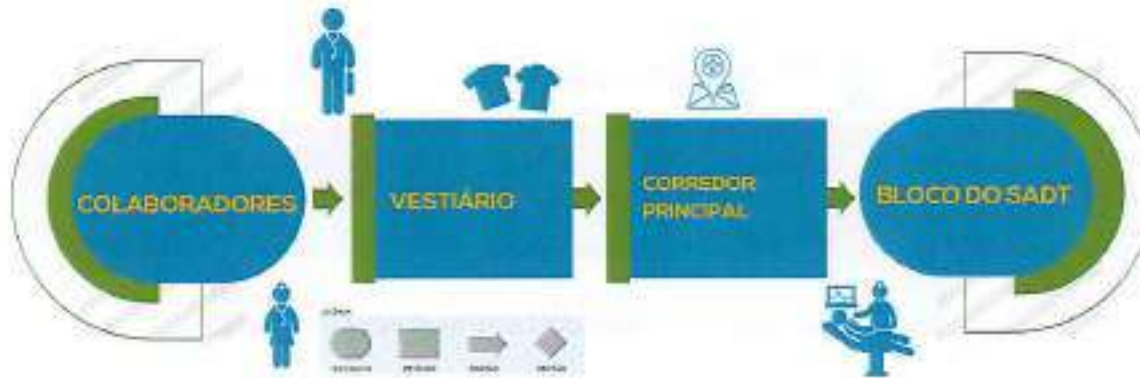 COLABORADORES
VESTIÁRIO
CORREDOR
PRINCIPAL
BLOCO DO SADT